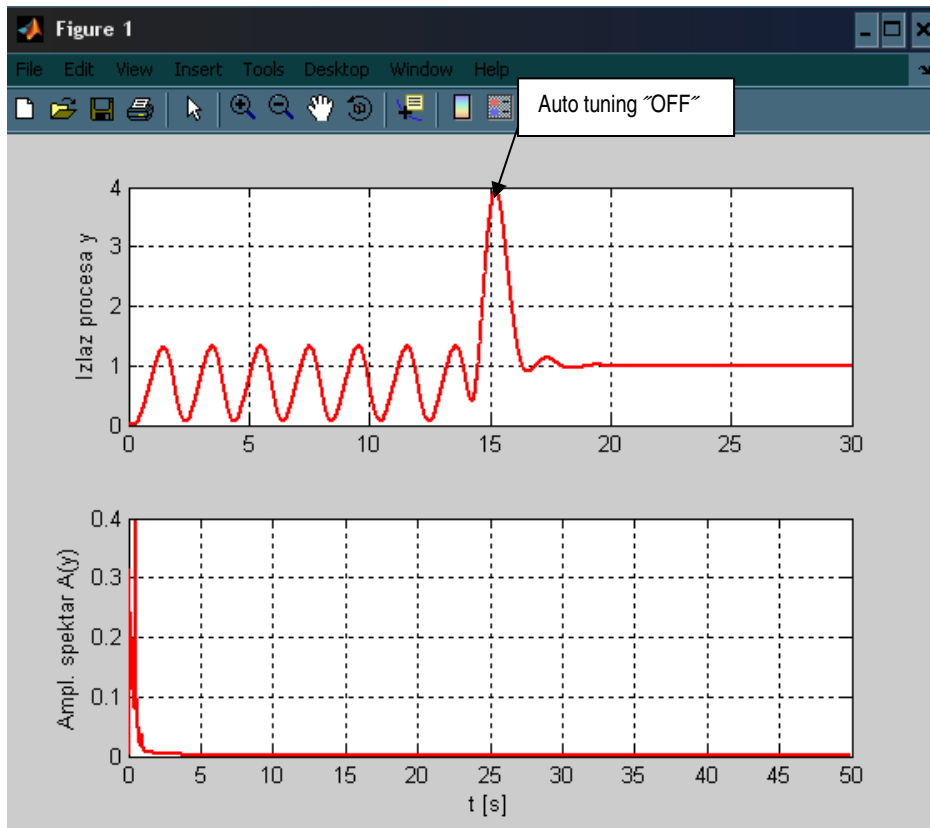 Figure 1
File Edit View Insert Tools Desktop Window Help
Auto tuning ˝OFF˝
Izlaz procesa y
4
3
2
1
0
0 5 10 15 20 25 30
Ampl. spektar A(y)
0.4
0.3
0.2
0.1
0
0 5 10 15 20 25 30 35 40 45 50
t [s]